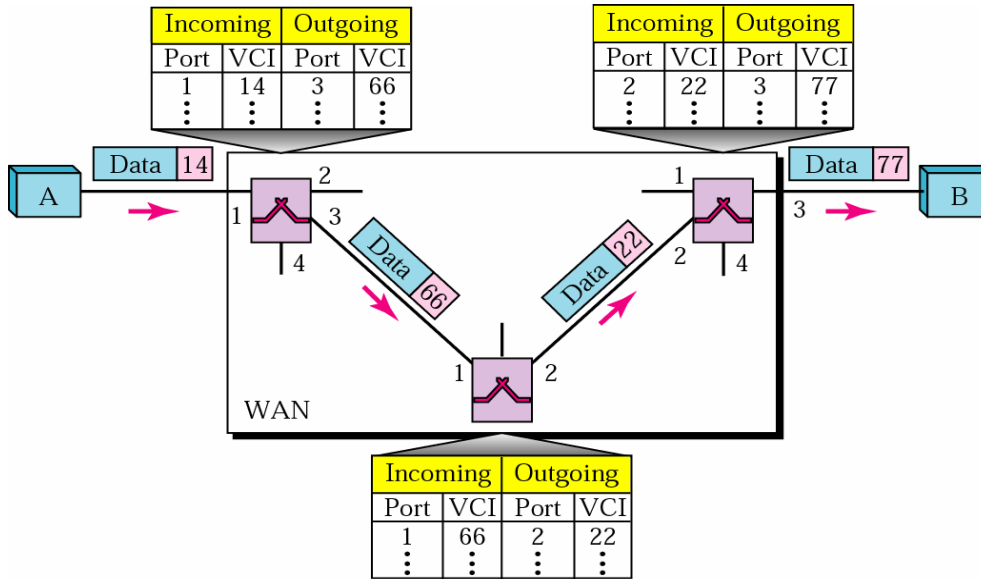 Incoming Outgoing
Port VCI Port VCI
1 14 3 66
Incoming Outgoing
Port VCI Port VCI
2 22 3 77
Data 14
Data 77
A
1
2
3
4
Data 66
Data 22
1
2
3
4
B
1
2
WAN
Incoming Outgoing
Port VCI Port VCI
1 66 2 22